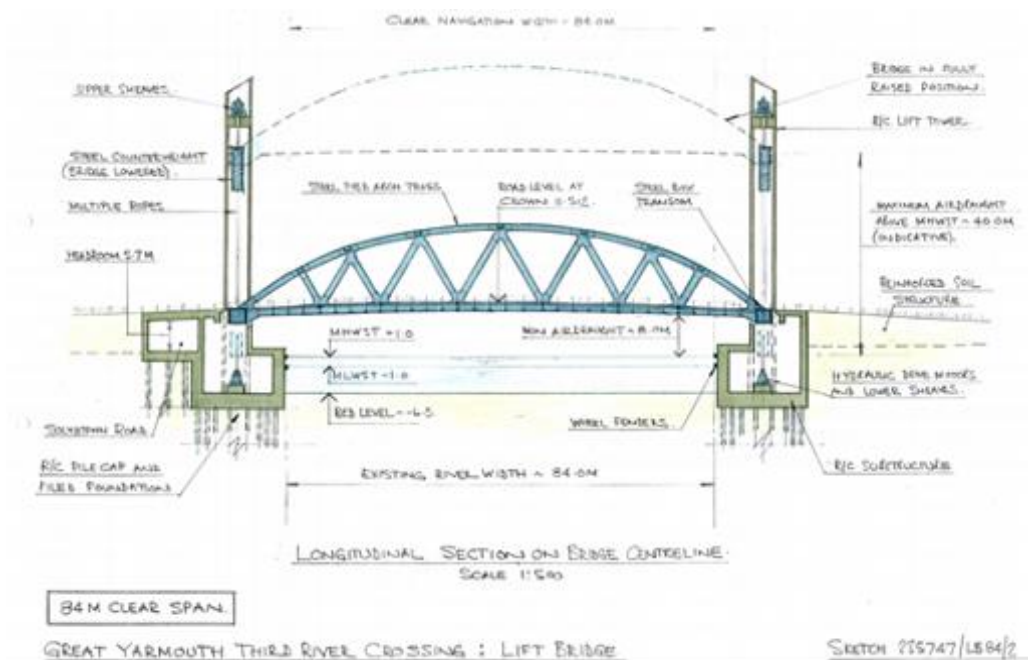 CLEAR NAVIGATION WIDTH ~ 84.0M
UPPER SHEAVES.
STEEL COUNTERWEIGHT
(BRIDGE LOWERED).
MULTIPLE ROPES
HEADROOM 5.7M
STEEL TIED ARCH TRUSS
ROAD LEVEL AT
CROWN
STEEL BOX
TRANSOM
BRIDGE IN FULLY
RAISED POSITION.
R/C LIFT TOWER.
MAXIMUM AIRDRAUGHT
ABOVE MHWST ~ 40.0M
(INDICATIVE).
REINFORCED SOIL
STRUCTURE
MHWST +1.0
MIN AIRDRAUGHT ~ 8.0M
MLWST -1.0
BED LEVEL ~ -6.5
HYDRAULIC DRIVE MOTORS
AND LOWER SHEAVES.
WHEEL FENDERS.
ROAD
R/C PILE CAP AND
PILED FOUNDATIONS
R/C SUBSTRUCTURE
EXISTING RIVER WIDTH ~ 84.0M
LONGITUDINAL SECTION ON BRIDGE CENTRELINE.
SCALE 1:500
84M CLEAR SPAN.
GREAT YARMOUTH THIRD RIVER CROSSING : LIFT BRIDGE
SKETCH 225747/LB84/2